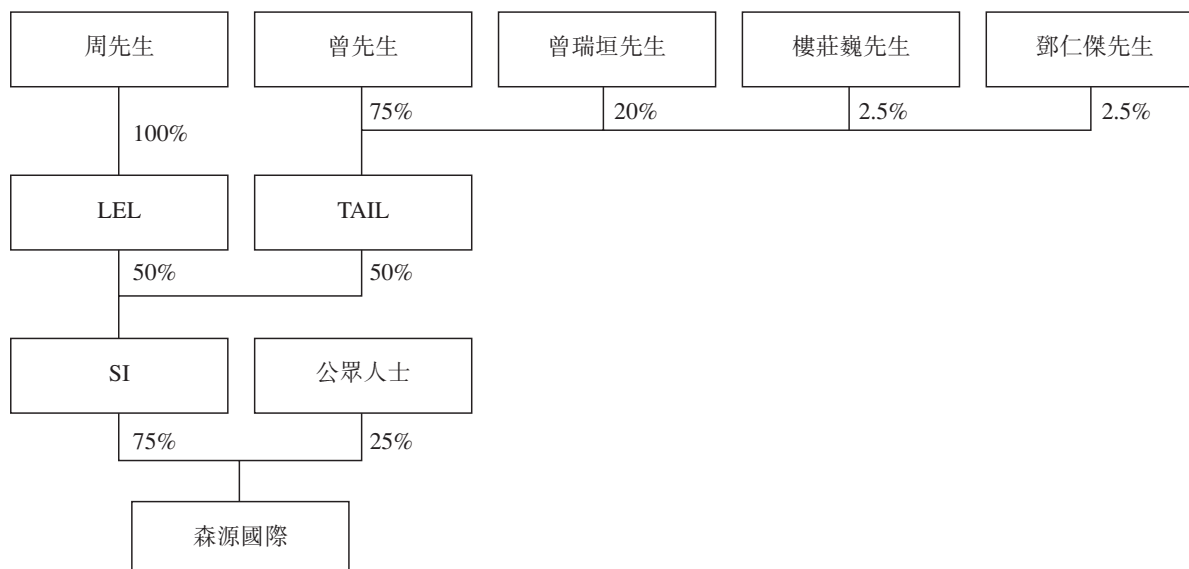 周先生
曾先生
曾瑞垣先生
樓莊巍先生
鄧仁傑先生
100%
75%
20%
2.5%
2.5%
LEL
TAIL
50%
50%
SI
公眾人士
75%
25%
森源國際